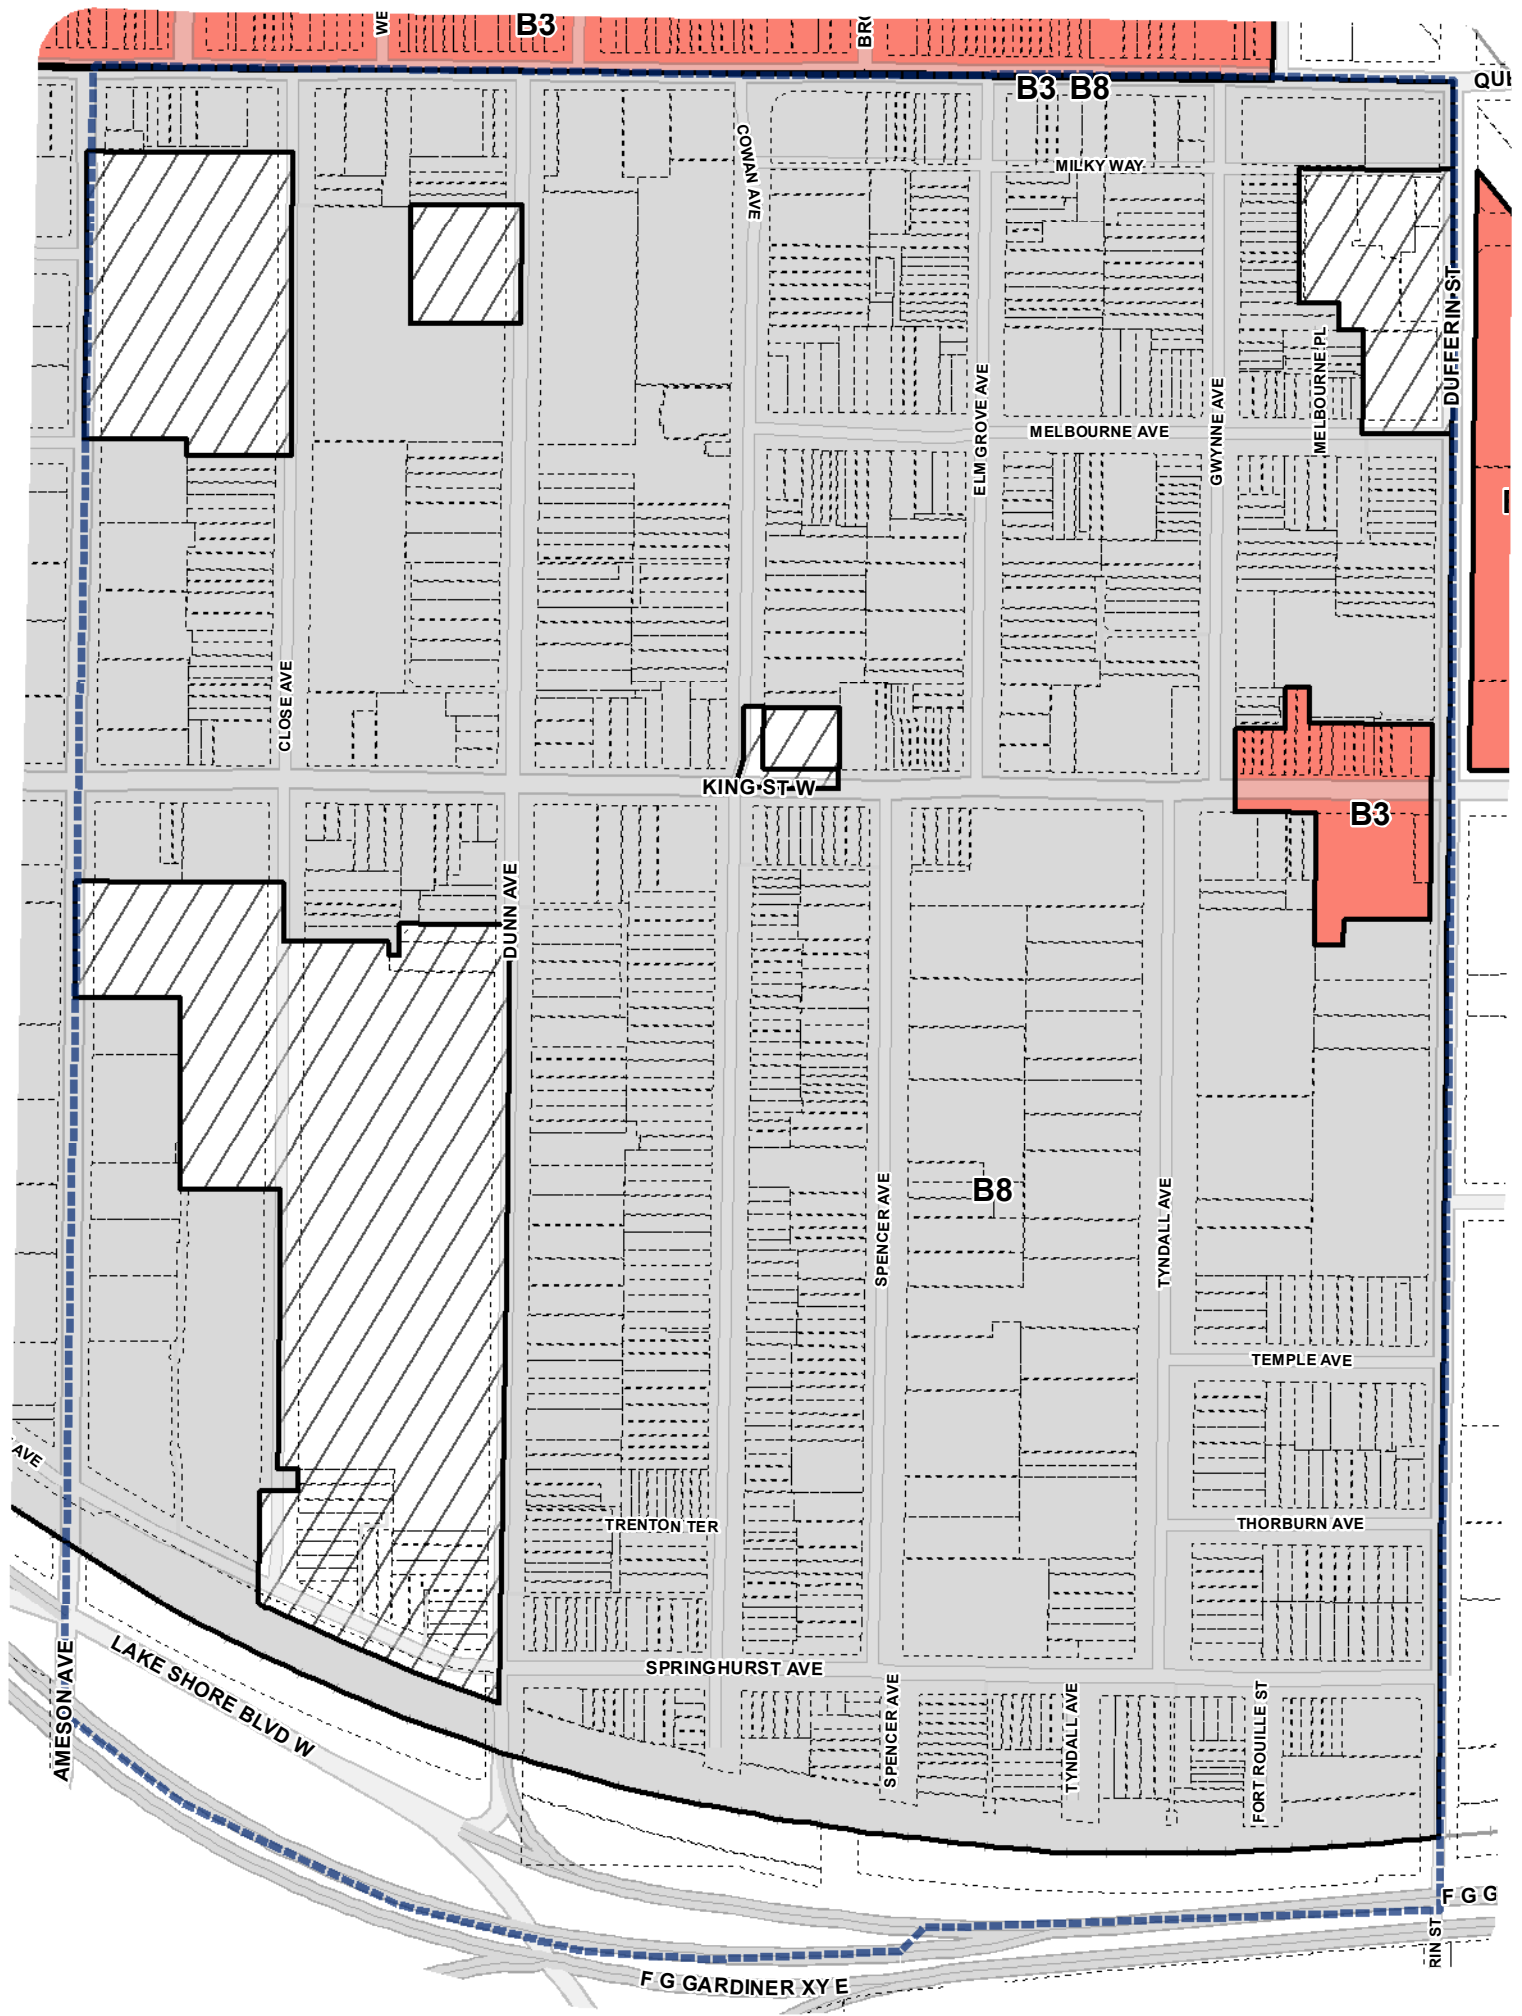 B3
WE
BRO
B3 B8
QUE
COWAN AVE
MILKY WAY
DUFFERIN ST
MELBOURNE PL
ELM GROVE AVE
GWYNNE AVE
MELBOURNE AVE
CLOSE AVE
KING ST W
B3
DUNN AVE
SPENCER AVE
B8
TYNDALL AVE
TEMPLE AVE
AVE
TRENTON TER
THORBURN AVE
AMESON AVE
LAKE SHORE BLVD W
SPRINGHURST AVE
SPENCER AVE
TYNDALL AVE
FORT ROUILLE ST
F G G
RIN ST
F G GARDINER XY E